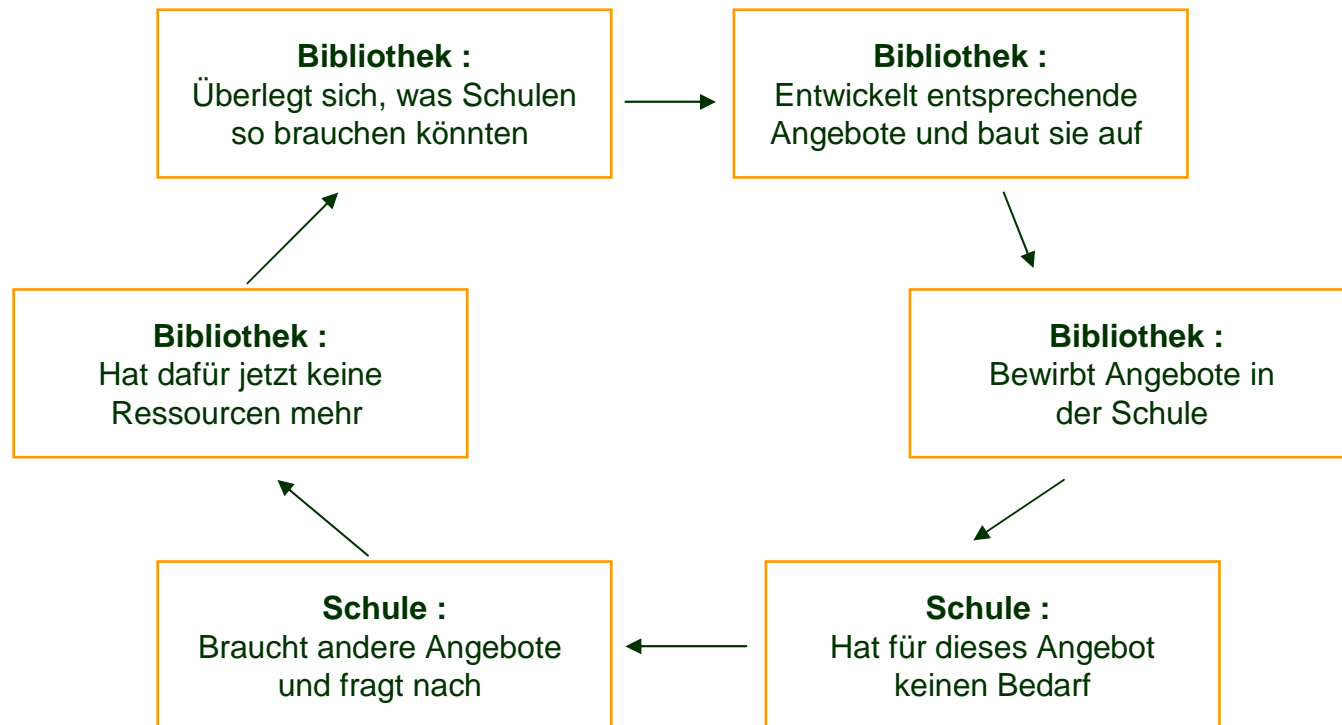 Bibliothek :
Überlegt sich, was Schulen
so brauchen könnten
Bibliothek :
Entwickelt entsprechende
Angebote und baut sie auf
Bibliothek :
Bewirbt Angebote in
der Schule
Schule :
Hat für dieses Angebot
keinen Bedarf
Schule :
Braucht andere Angebote
und fragt nach
Bibliothek :
Hat dafür jetzt keine
Ressourcen mehr